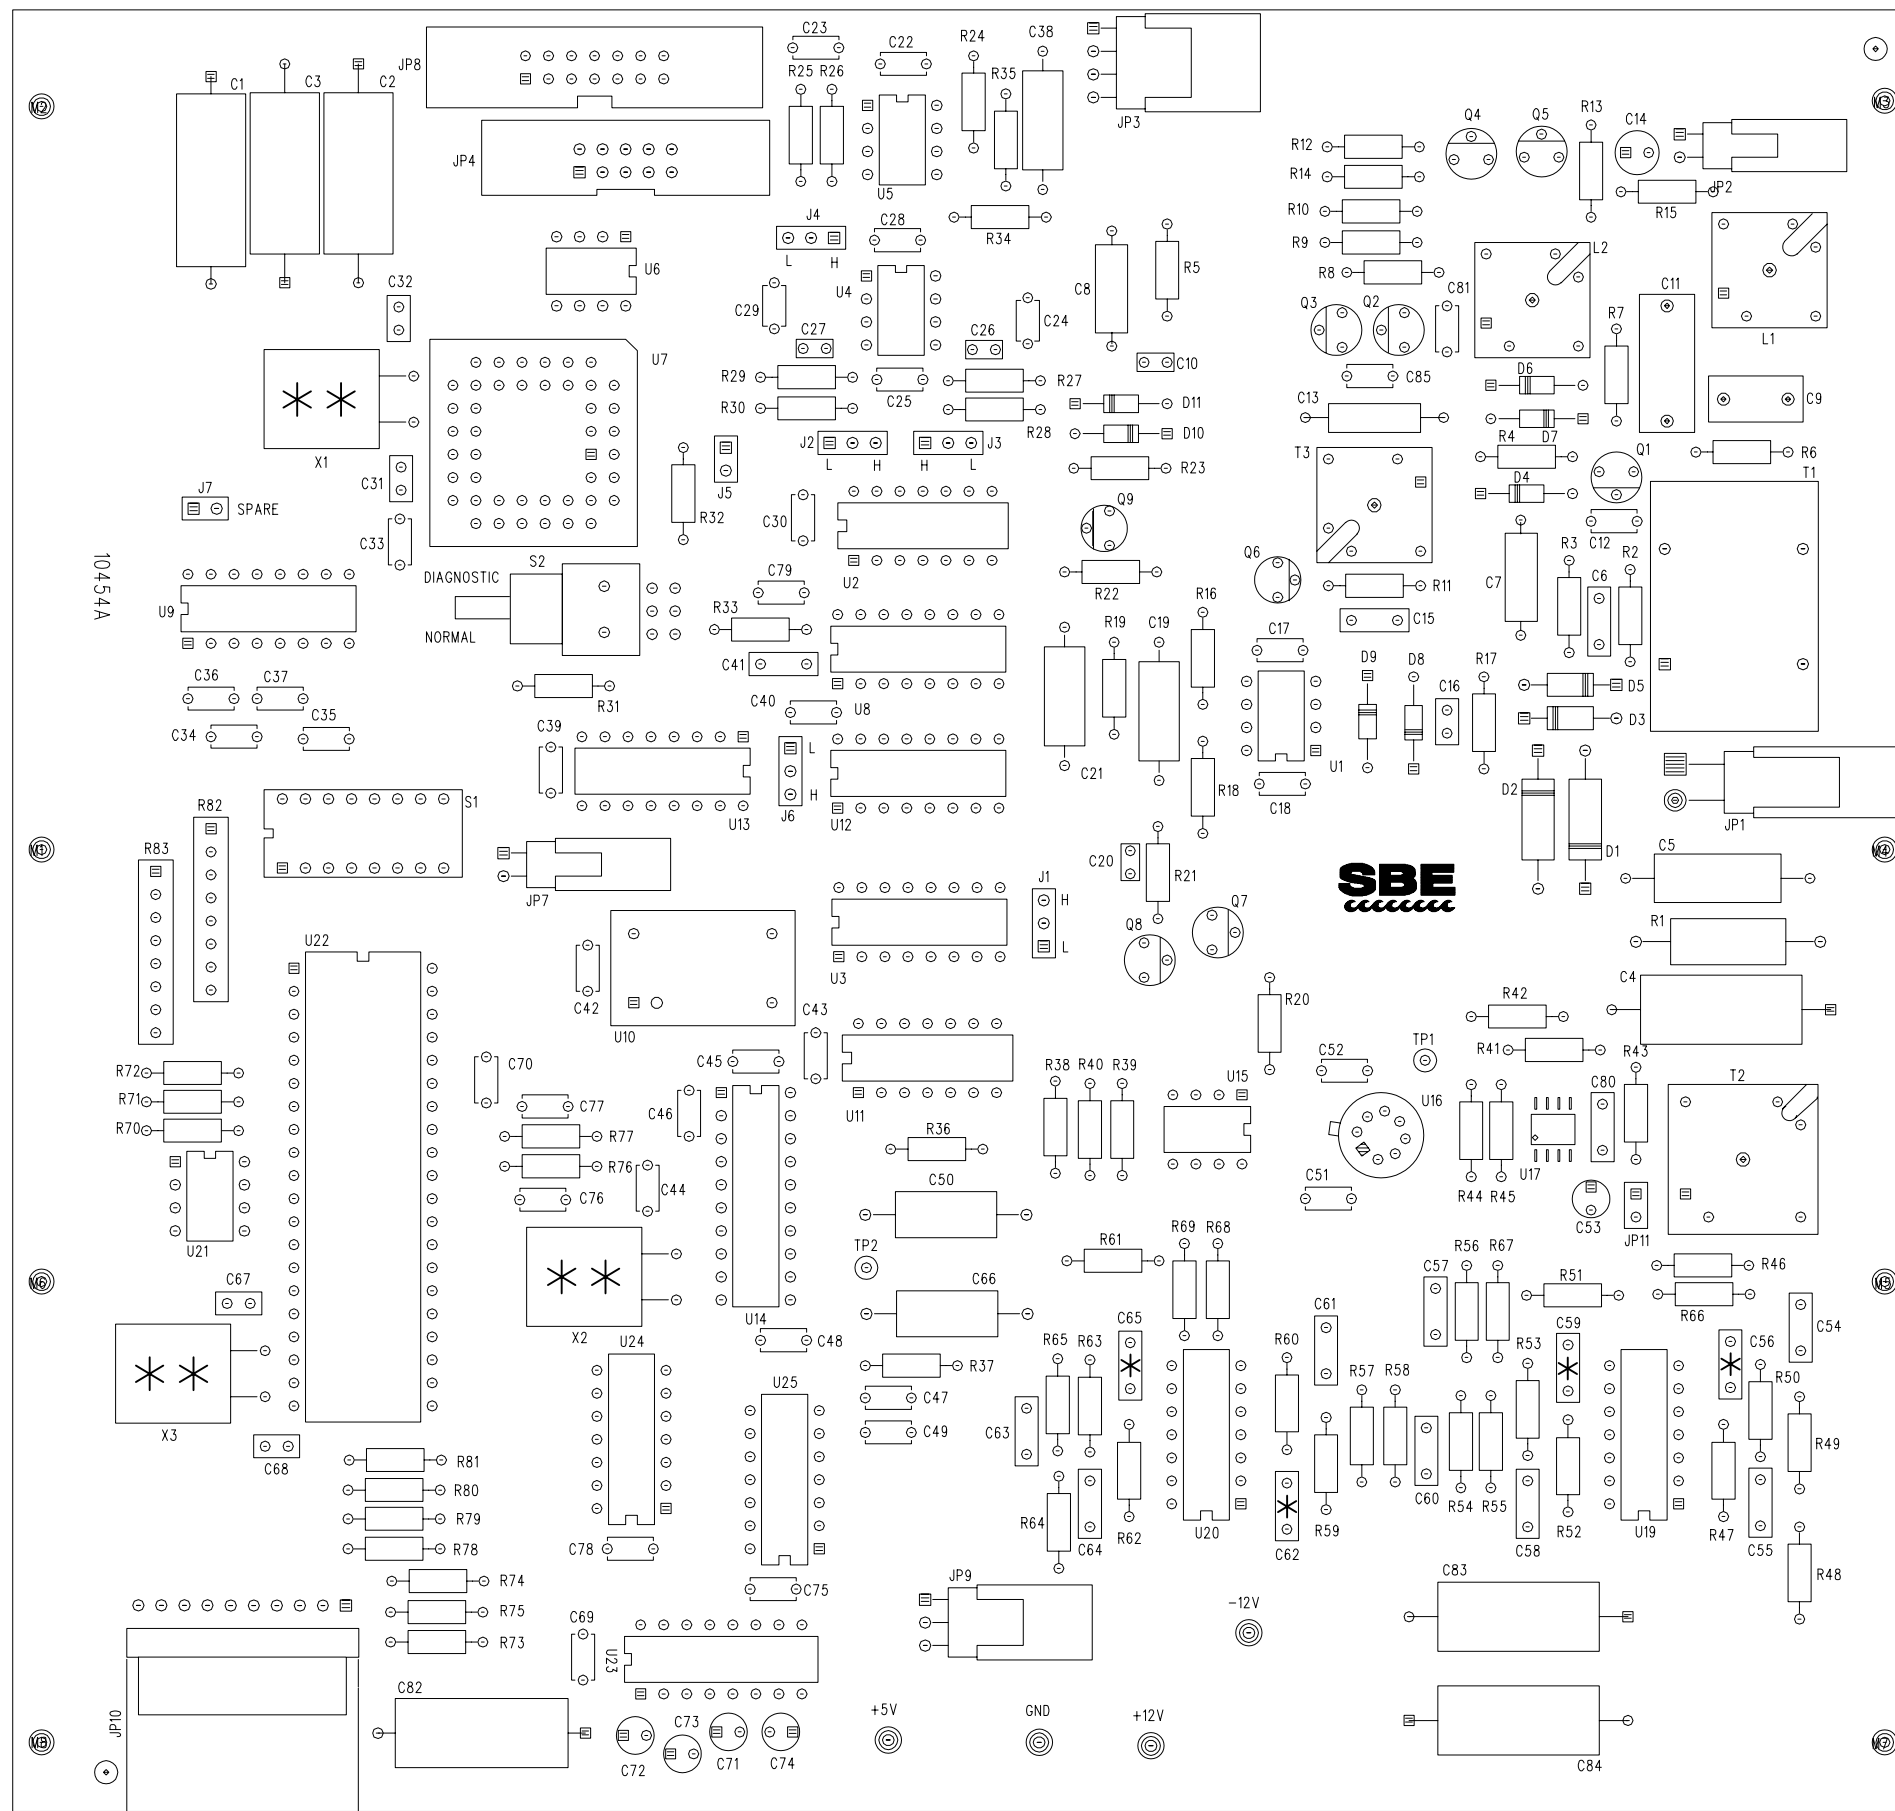 C23
C22
R24
C38
JP8
R25 R26
R35
C1 C3 C2
JP3
Q4 Q5 R13 C14
M2
M3
JP4
R12
R14
JP2
R15
U5
J4
C28
R34
R10
R9
L2
L H
R5
U6
R8
C32
U4
C8
C81
C11
C29
C24
Q3 Q2
R7
C27
C26
L1
U7
C10
R29
R27
C85
D6
R30
C25
D11
C13
C9
D7
J2
R28
D10
J3
L H
H L
T3
R4
Q1
R6
X1
R23
D4
T1
C31
J5
J7
SPARE
R32
C30
Q9
C12
C33
10454A
S2
U2
Q6
C7
R3
C6
R2
DIAGNOSTIC
C79
R22
R11
U9
R33
R16
NORMAL
R19 C19
C15
C41
C17
C36 C37
D9 D8
R17
R31
C40
U8
C16
D5
C35
C34
C39
D3
L
C21
U1
H
R18
C18
D2
S1
U13
J6
U12
JP1
R82
R83
C5
C20
D1
R21
SBE
M1
M4
JP7
J1
H
R1
Q8
Q7
L
U22
U3
C4
C42
R20
R42
U10
C43
TP1
R41
R43
C45
C52
R72
C70
R38 R40 R39
U15
C80
T2
R71
C46
U11
U16
C77
R70
R77
R36
R76
C44
C50
C51
U17
C76
R44 R45
C53
JP11
U21
TP2
R69 R68
R61
R56 R67
C57
R46
R51
M6
M5
C67
C66
R66
X2
U14
C65
C61
C59
C54
U24
C48
R65 R63
R60
R53
C56
R37
R57 R58
R50
U25
C47
X3
C63
C49
R49
C68
R81
R80
R64
R54 R55
C60
R79
R62
U20
R59
R52
U19
R47
R78
C78
C64
C62
C58
C55
R74
C75
JP9
C83
R48
R75
-12V
C69
R73
U23
C82
+5V
GND
+12V
JP10
C73
M8
M7
C72
C71 C74
C84